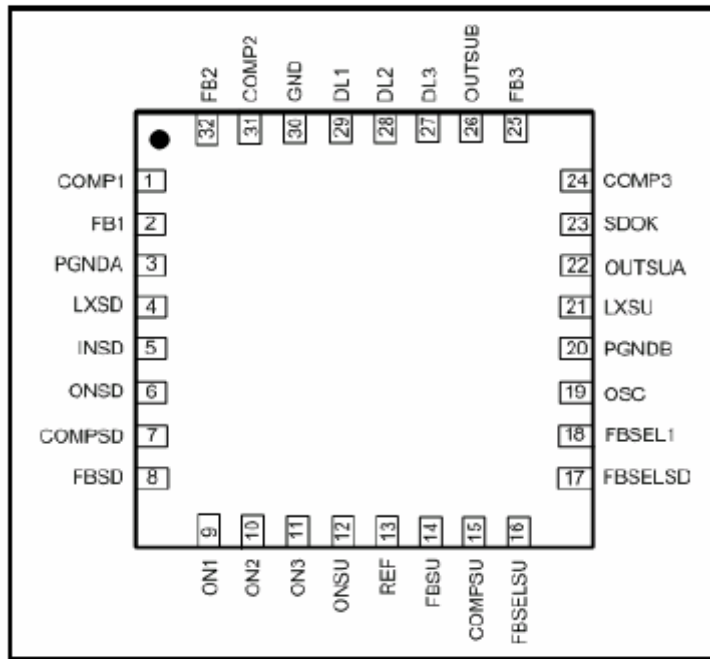 FB2
COMP2
GND
DL1
DL2
DL3
OUTSUB
FB3
32
31
30
29
28
27
26
25
COMP1 1
FB1 2
PGNDA 3
LXSD 4
INSD 5
ONSD 6
COMPSD 7
FBSD 8
24 COMP3
23 SDOK
22 OUTSUA
21 LXSU
20 PGNDB
19 OSC
18 FBSEL1
17 FBSELSD
9
10
11
12
13
14
15
16
ON1
ON2
ON3
ONSU
REF
FBSU
COMPSU
FBSELSU